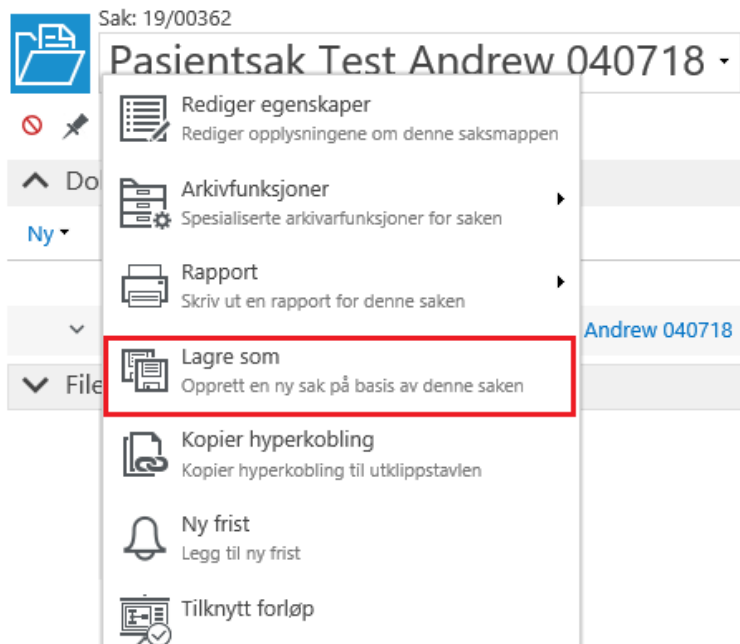 Sak: 19/00362
Pasientsak Test Andrew 040718
Rediger egenskaper
Rediger opplysningene om denne saksmappen
Do
Arkivfunksjoner
Spesialiserte arkivarfunksjoner for saken
Ny
Rapport
Skriv ut en rapport for denne saken
Andrew 040718
Lagre som
Opprett en ny sak på basis av denne saken
File
Kopier hyperkobling
Kopier hyperkobling til utklippstavlen
Ny frist
Legg til ny frist
Tilknytt forløp